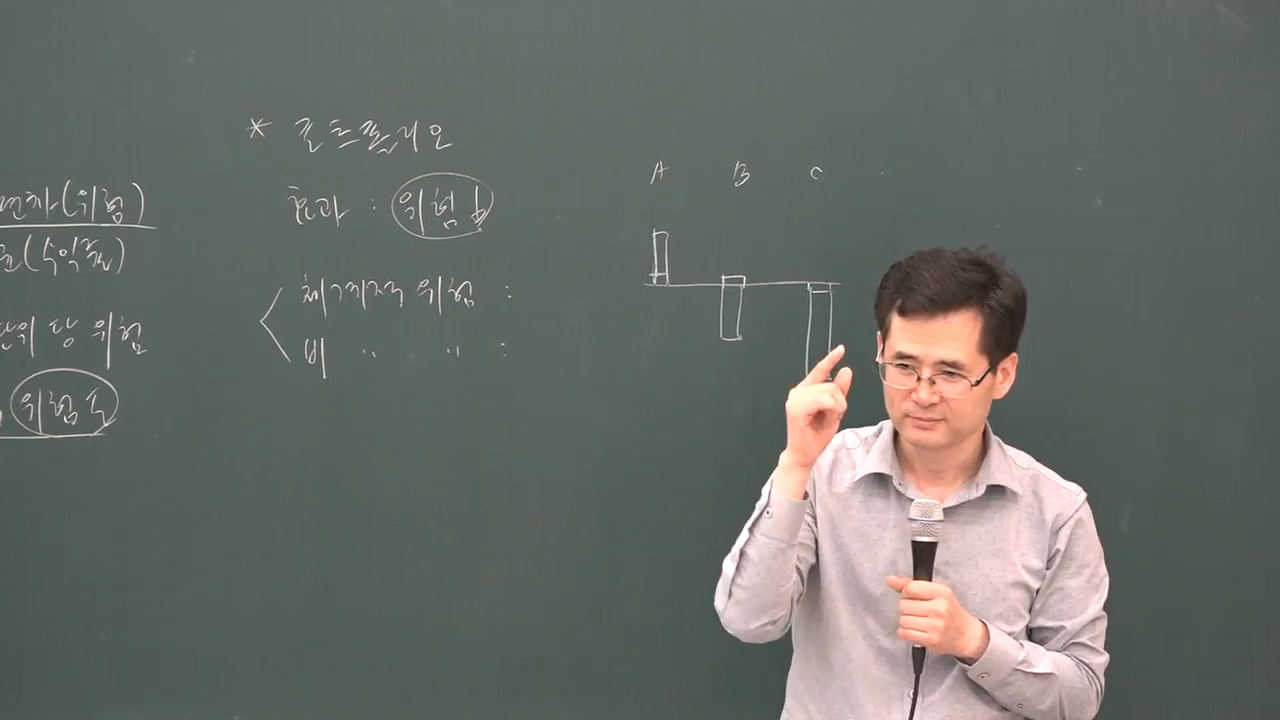 편차(위험)
(수익률)
단위 당 위험
위험 도
* 포트폴리오
효과 : 위험 ↓
체계적 위험 :
비 〃 〃 :
A B C